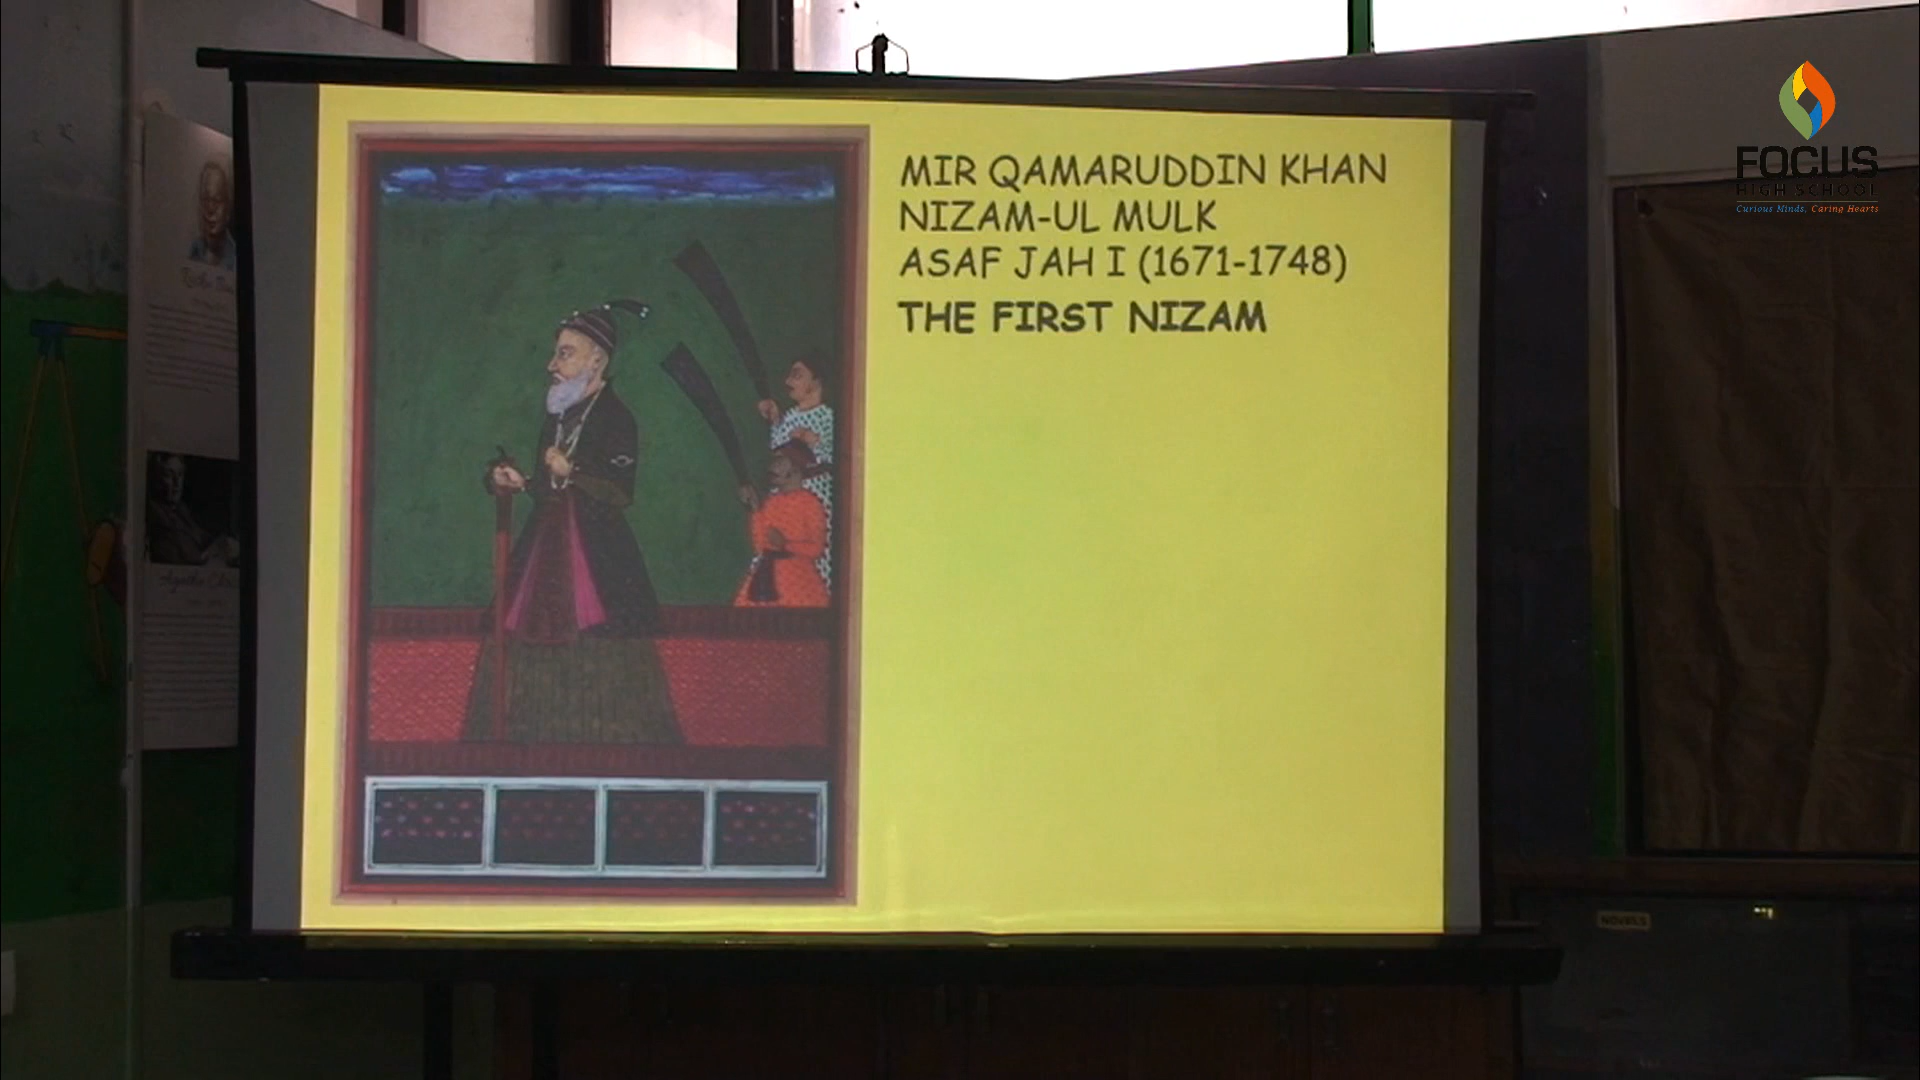 MIR QAMARUDDIN KHAN
NIZAM-UL MULK
ASAF JAH I (1671-1748)
THE FIRST NIZAM
FOCUS
HIGH SCHOOL
Curious Minds, Caring Hearts
NOVELS